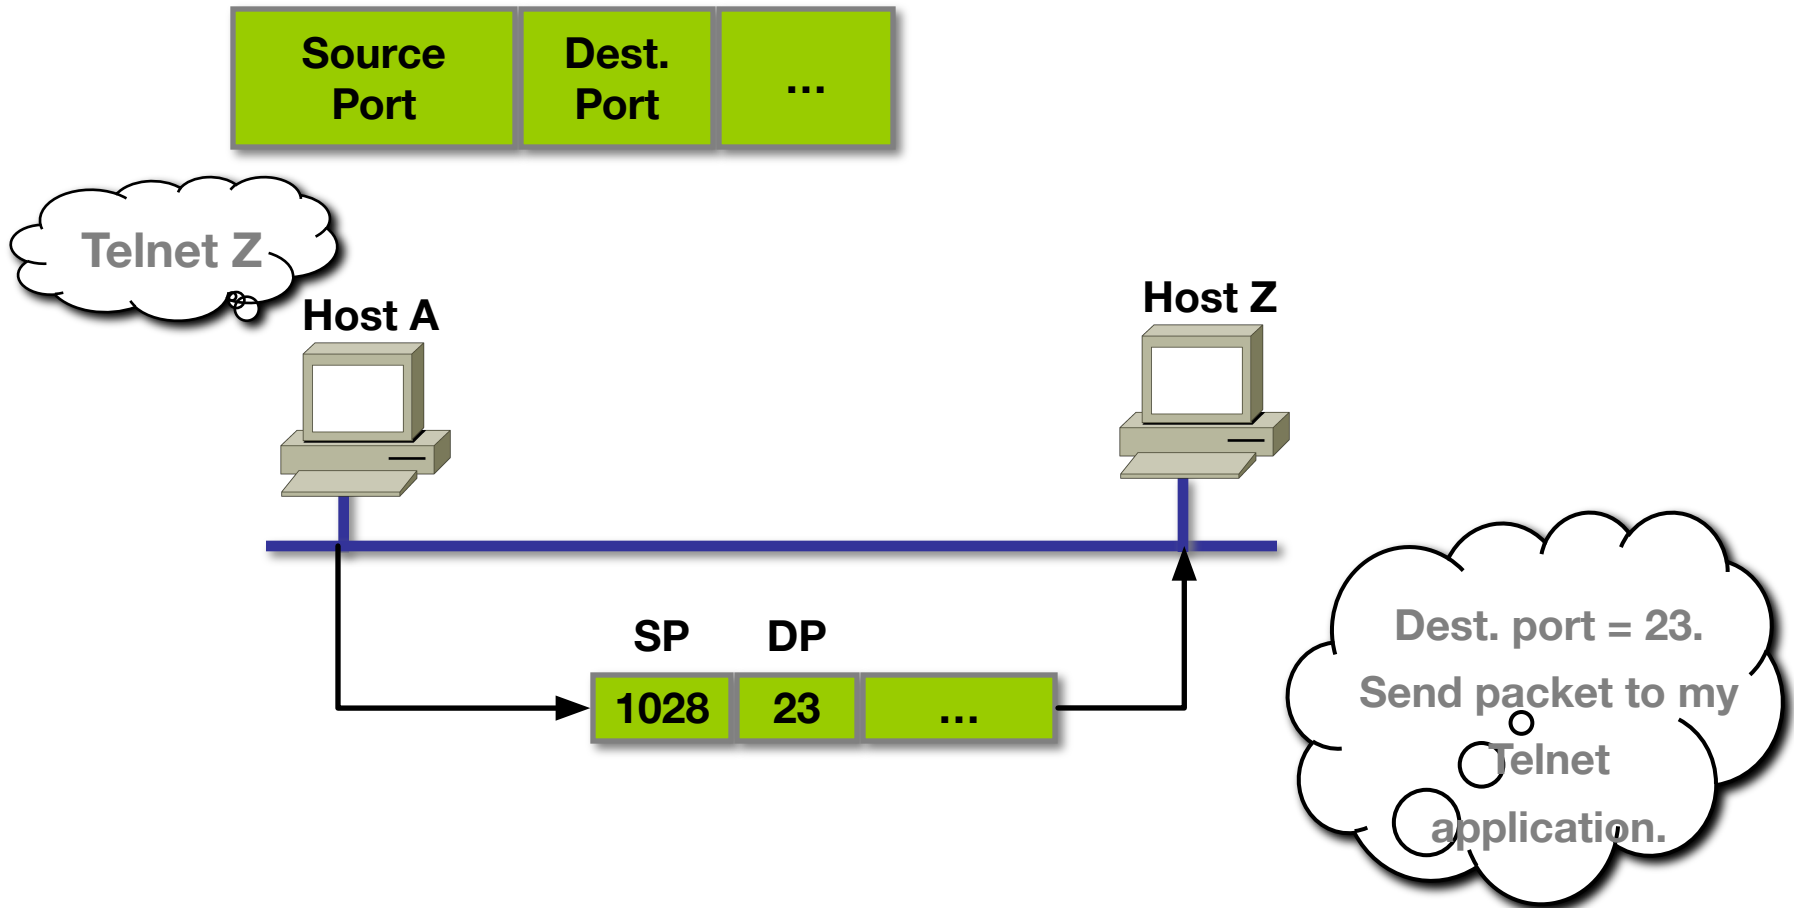 Source
Port
Dest.
Port
...
Telnet Z
Host A
Host Z
SP
DP
1028
23
...
Dest. port = 23.
Send packet to my
Telnet
application.